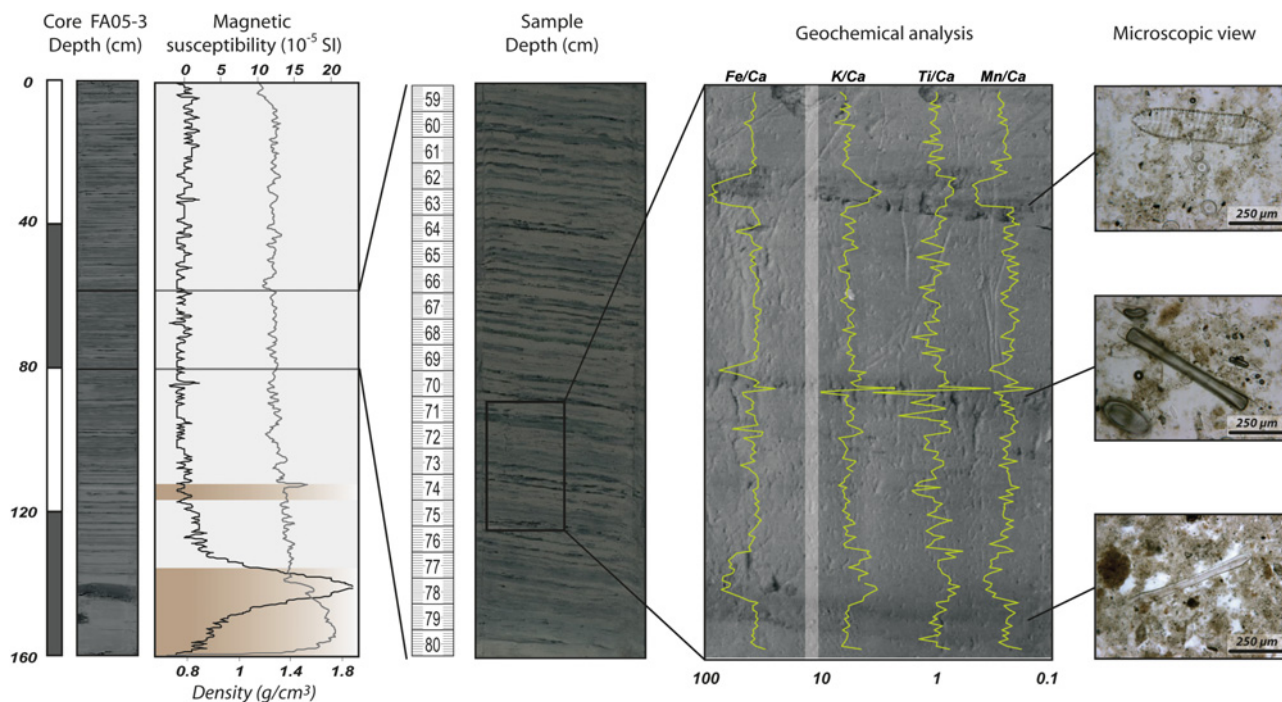 Core FA05-3
Depth (cm)
Magnetic
susceptibility (10-5 SI)
Sample
Depth (cm)
Geochemical analysis
Microscopic view
0 5 10 15 20
Fe/Ca K/Ca Ti/Ca Mn/Ca
0
40
80
120
160
59
60
61
62
63
64
65
66
67
68
69
70
71
72
73
74
75
76
77
78
79
80
250 µm
250 µm
250 µm
0.8 1 1.4 1.8
Density (g/cm3)
100 10 1 0.1